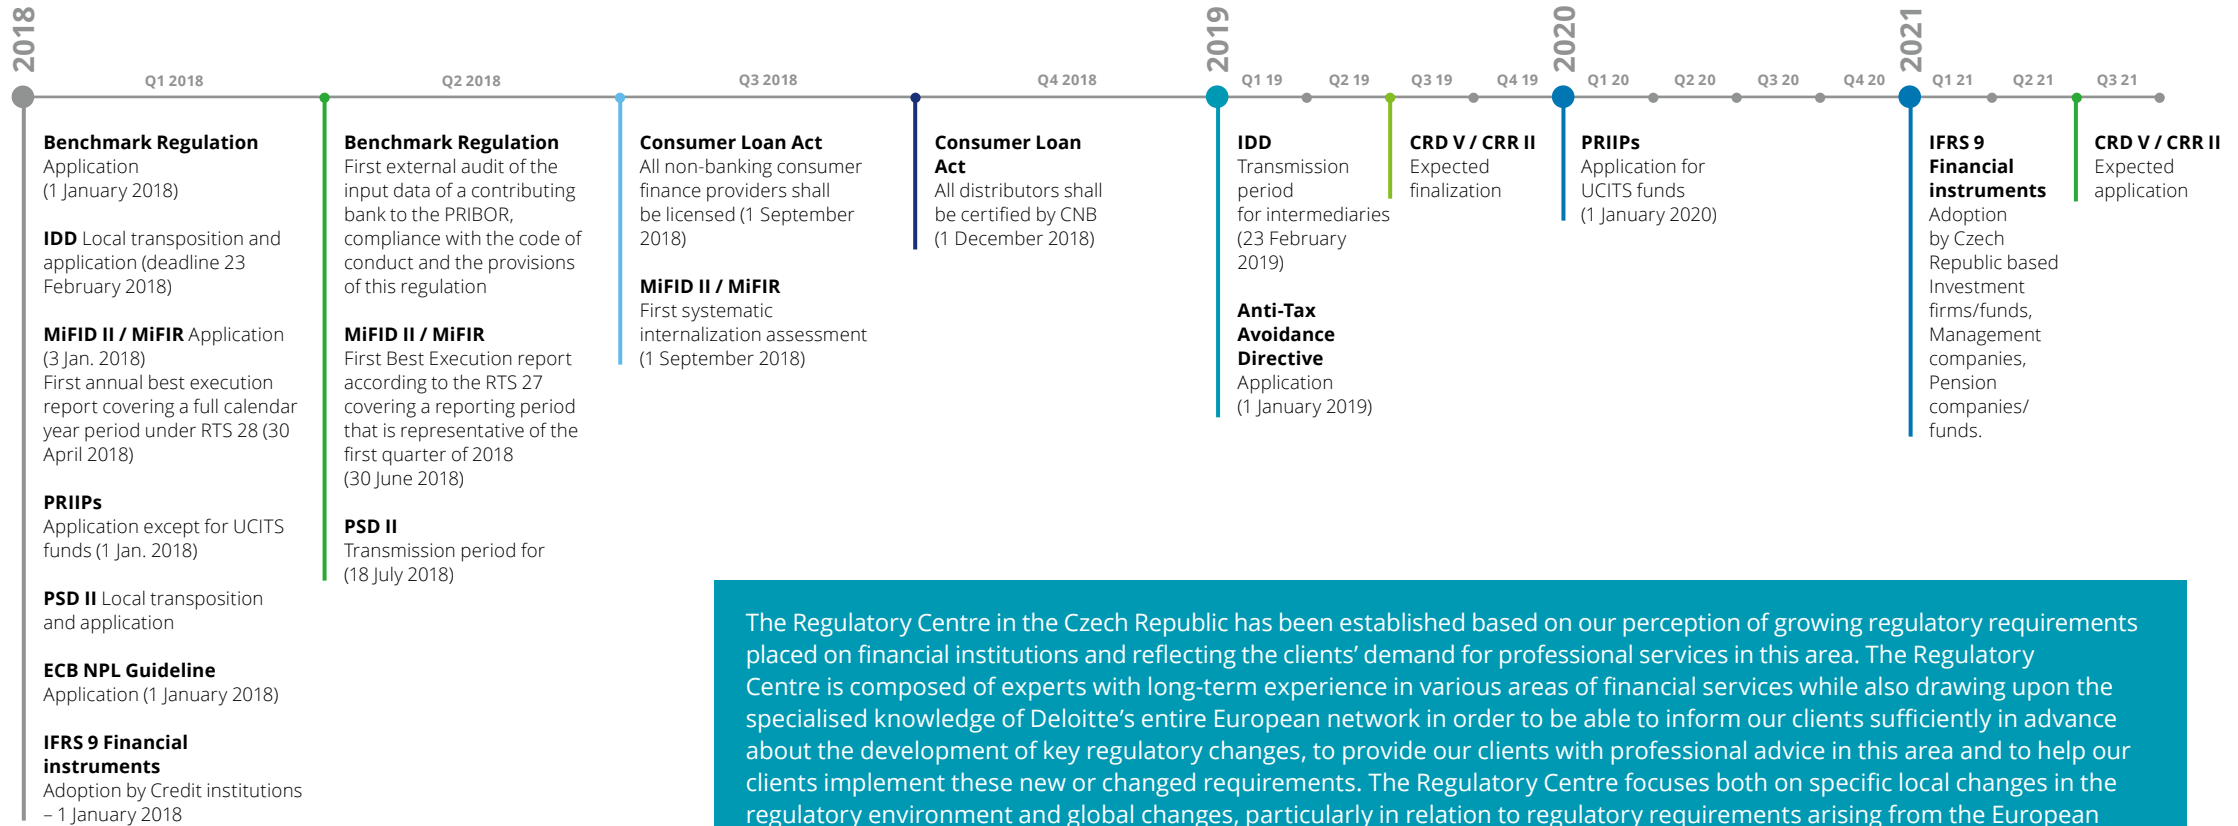 2018
2019
2020
2021
Q1 2018
Q2 2018
Q3 2018
Q4 2018
Q1 19
Q2 19
Q3 19
Q4 19
Q1 20
Q2 20
Q3 20
Q4 20
Q1 21
Q2 21
Q3 21
Benchmark Regulation
Application
(1 January 2018)
IDD Local transposition and
application (deadline 23
February 2018)
MiFID II / MiFIR Application
(3 Jan. 2018)
First annual best execution
report covering a full calendar
year period under RTS 28 (30
April 2018)
PRIIPs
Application except for UCITS
funds (1 Jan. 2018)
PSD II Local transposition
and application
ECB NPL Guideline
Application (1 January 2018)
IFRS 9 Financial
instruments
Adoption by Credit institutions
– 1 January 2018
Benchmark Regulation
First external audit of the
input data of a contributing
bank to the PRIBOR,
compliance with the code of
conduct and the provisions
of this regulation
MiFID II / MiFIR
First Best Execution report
according to the RTS 27
covering a reporting period
that is representative of the
first quarter of 2018
(30 June 2018)
PSD II
Transmission period for
(18 July 2018)
Consumer Loan Act
All non-banking consumer
finance providers shall
be licensed (1 September
2018)
MiFID II / MiFIR
First systematic
internalization assessment
(1 September 2018)
Consumer Loan
Act
All distributors shall
be certified by CNB
(1 December 2018)
IDD
Transmission
period
for intermediaries
(23 February
2019)
Anti-Tax
Avoidance
Directive
Application
(1 January 2019)
CRD V / CRR II
Expected
finalization
PRIIPs
Application for
UCITS funds
(1 January 2020)
IFRS 9
Financial
instruments
Adoption
by Czech
Republic based
Investment
firms/funds,
Management
companies,
Pension
companies/
funds.
CRD V / CRR II
Expected
application
The Regulatory Centre in the Czech Republic has been established based on our perception of growing regulatory requirements
placed on financial institutions and reflecting the clients’ demand for professional services in this area. The Regulatory
Centre is composed of experts with long-term experience in various areas of financial services while also drawing upon the
specialised knowledge of Deloitte’s entire European network in order to be able to inform our clients sufficiently in advance
about the development of key regulatory changes, to provide our clients with professional advice in this area and to help our
clients implement these new or changed requirements. The Regulatory Centre focuses both on specific local changes in the
regulatory environment and global changes, particularly in relation to regulatory requirements arising from the European